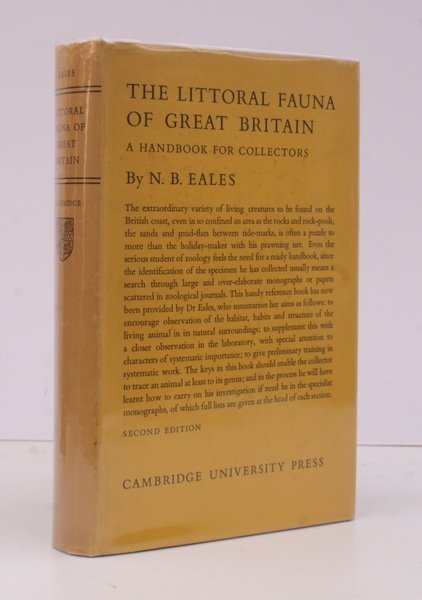 EALES
LITTORAL
FAUNA OF
GREAT
BRITAIN
CAMBRIDGE
THE LITTORAL FAUNA
OF GREAT BRITAIN
A HANDBOOK FOR COLLECTORS
By N. B. EALES
The extraordinary variety of living creatures to be found on the
British coast, even in so confined an area as the rocks and rock-pools,
the sands and mud-flats between tide-marks, is often a puzzle to
more than the holiday-maker with his prawning net. Even the
serious student of zoology feels the need for a ready handbook, since
the identification of the specimen he has collected usually means a
search through large and over-elaborate monographs or papers
scattered in zoological journals. This handy reference book has now
been provided by Dr Eales, who summarises her aims as follows: to
encourage observation of the habitat, habits and structure of the
living animal in its natural surroundings; to supplement this with
a closer observation in the laboratory, with special attention to
characters of systematic importance; to give preliminary training in
systematic work. The keys in this book should enable the collector
to trace an animal at least to its genus; and in the process he will have
learnt how to carry on his investigation if need be in the specialist
monographs, of which full lists are given at the head of each section.
SECOND EDITION
CAMBRIDGE UNIVERSITY PRESS